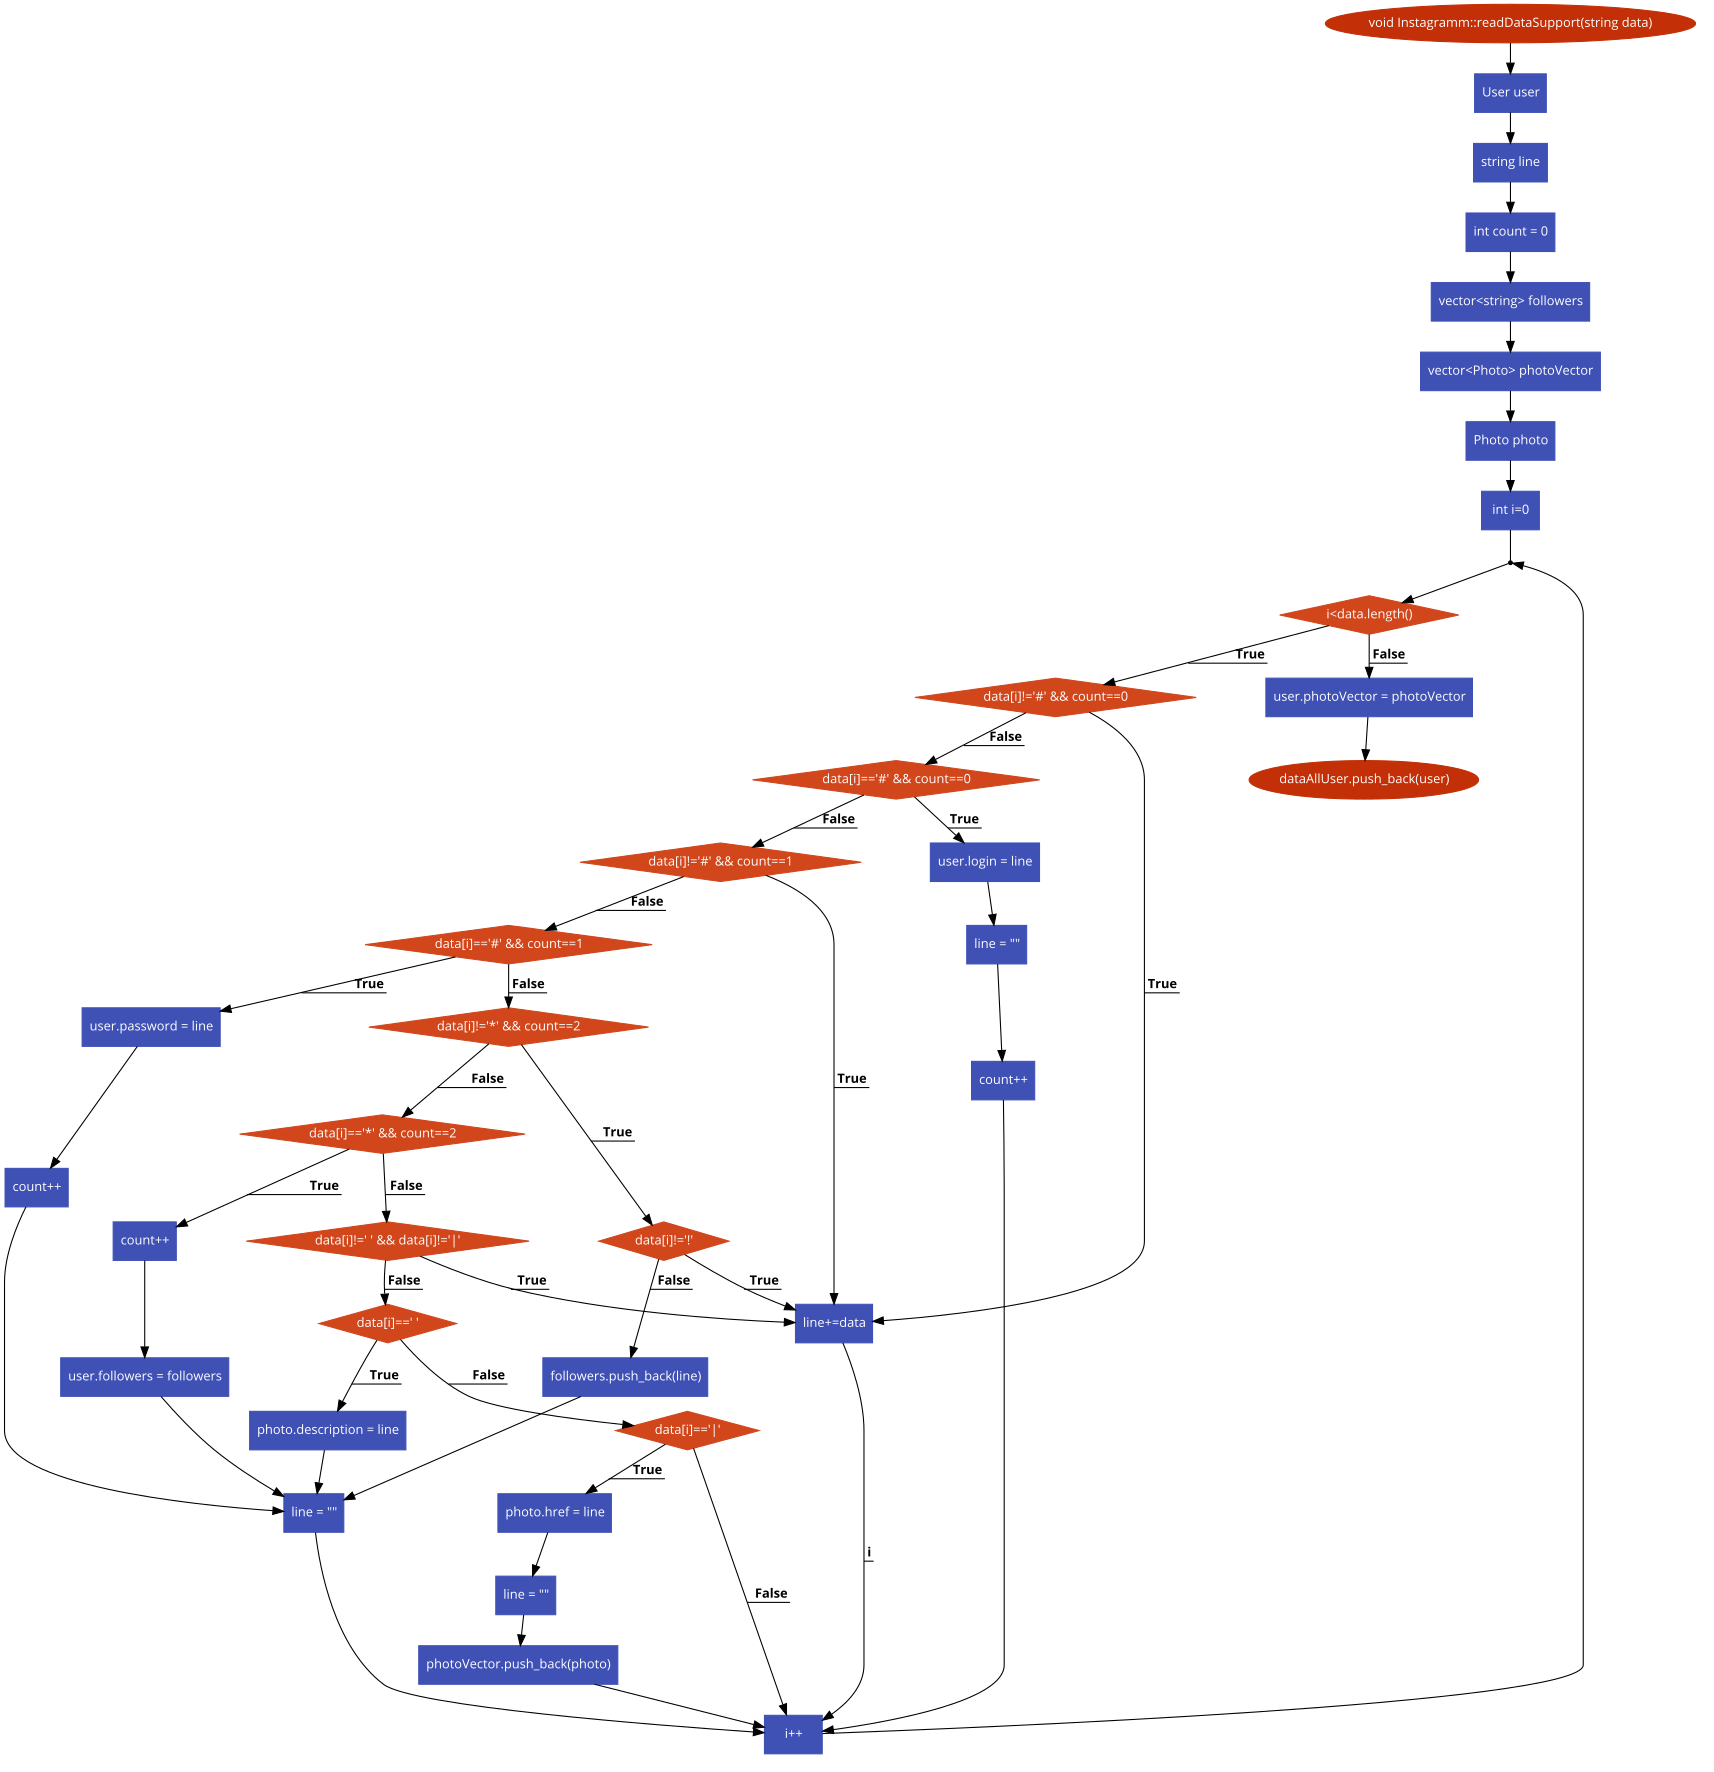 void Instagramm::readDataSupport(string data)
User user
string line
int count = 0
vector<string> followers
vector<Photo> photoVector
Photo photo
int i=0
i<data.length()
True
False
data[i]!='#' && count==0
user.photoVector = photoVector
False
data[i]=='#' && count==0
dataAllUser.push_back(user)
False
True
data[i]!='#' && count==1
user.login = line
False
data[i]=='#' && count==1
line = ""
True
False
True
user.password = line
data[i]!='*' && count==2
False
True
count++
data[i]=='*' && count==2
True
True
False
count++
count++
data[i]!=' ' && data[i]!='|'
data[i]!='!'
False
True
False
True
data[i]==' '
line+=data
True
False
user.followers = followers
followers.push_back(line)
photo.description = line
data[i]=='|'
True
line = ""
photo.href = line
i
False
line = ""
photoVector.push_back(photo)
i++